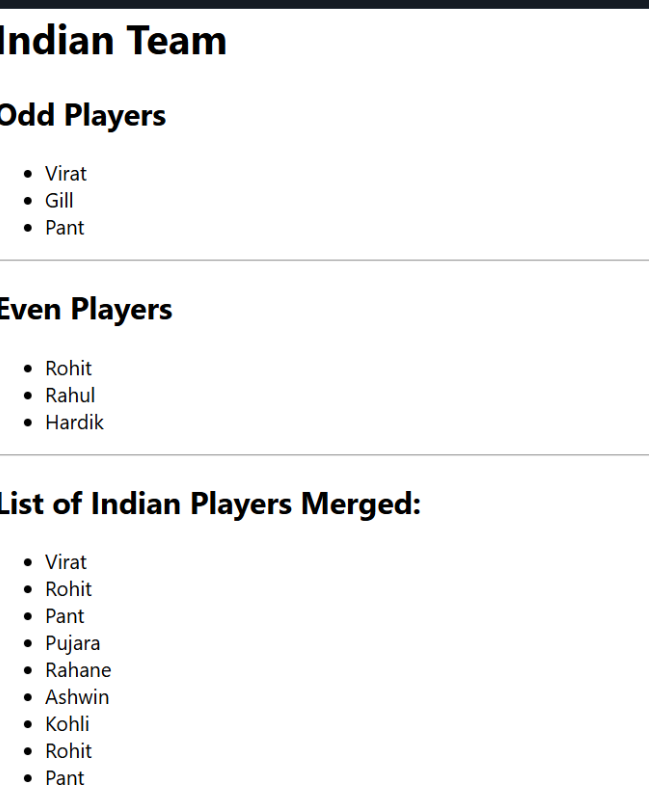 Indian Team
Odd Players
Virat
Gill
Pant
Even Players
Rohit
Rahul
Hardik
List of Indian Players Merged:
Virat
Rohit
Pant
Pujara
Rahane
Ashwin
Kohli
Rohit
Pant